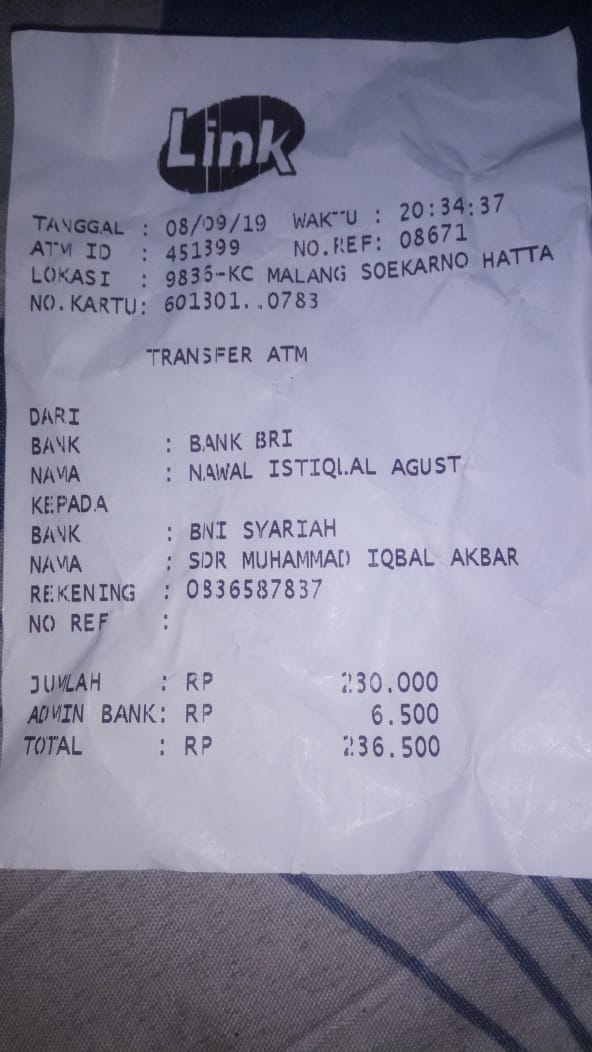 Link
TANGGAL : 08/09/19 WAKTU : 20:34:37
ATM ID : 451399 NO.REF: 08671
LOKASI : 9836-KC MALANG SOEKARNO HATTA
NO.KARTU: 601301..0783
TRANSFER ATM
DARI
BANK : BANK BRI
NAMA : NAWAL ISTIQLAL AGUST
KEPADA
BANK : BNI SYARIAH
NAMA : SDR MUHAMMAD IQBAL AKBAR
REKENING : 0836587837
NO REF :
JUMLAH : RP 230.000
ADMIN BANK: RP 6.500
TOTAL : RP 236.500